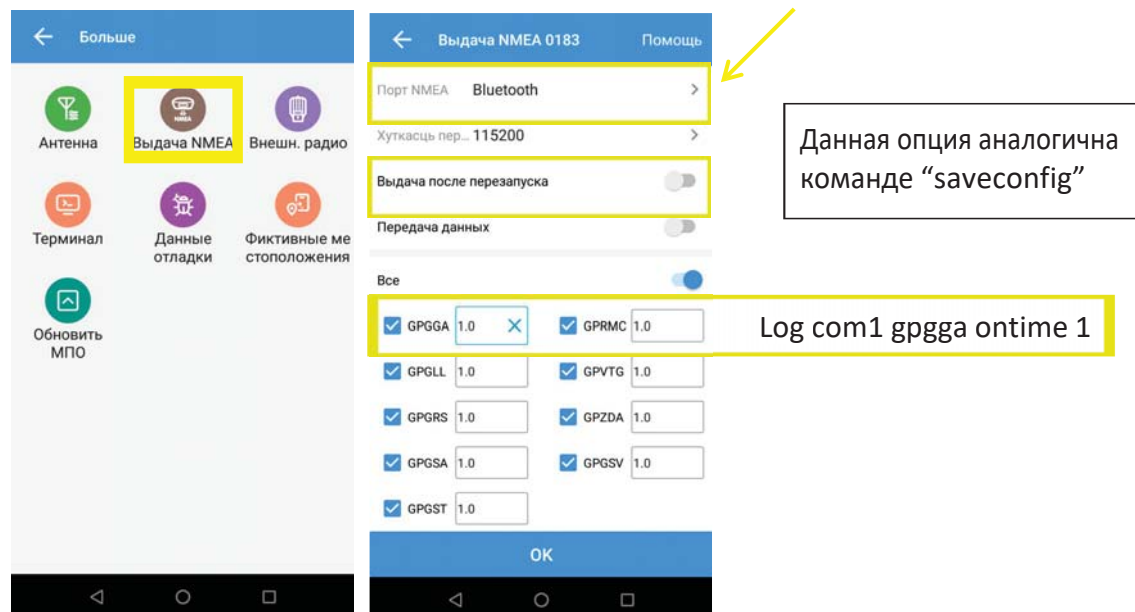 Больше
Антенна
Выдача NMEA
Внешн. радио
Терминал
Данные
отладки
Фиктивные ме
стоположения
Обновить
МПО
Выдача NMEA 0183 Помощь
Порт NMEA Bluetooth
Хуткасць пер... 115200
Выдача после перезапуска
Передача данных
Все
GPGGA 1.0 GPRMC 1.0
GPGLL 1.0 GPVTG 1.0
GPGRS 1.0 GPZDA 1.0
GPGSA 1.0 GPGSV 1.0
GPGST 1.0
OK
Данная опция аналогична
команде “saveconfig”
Log com1 gpgga ontime 1